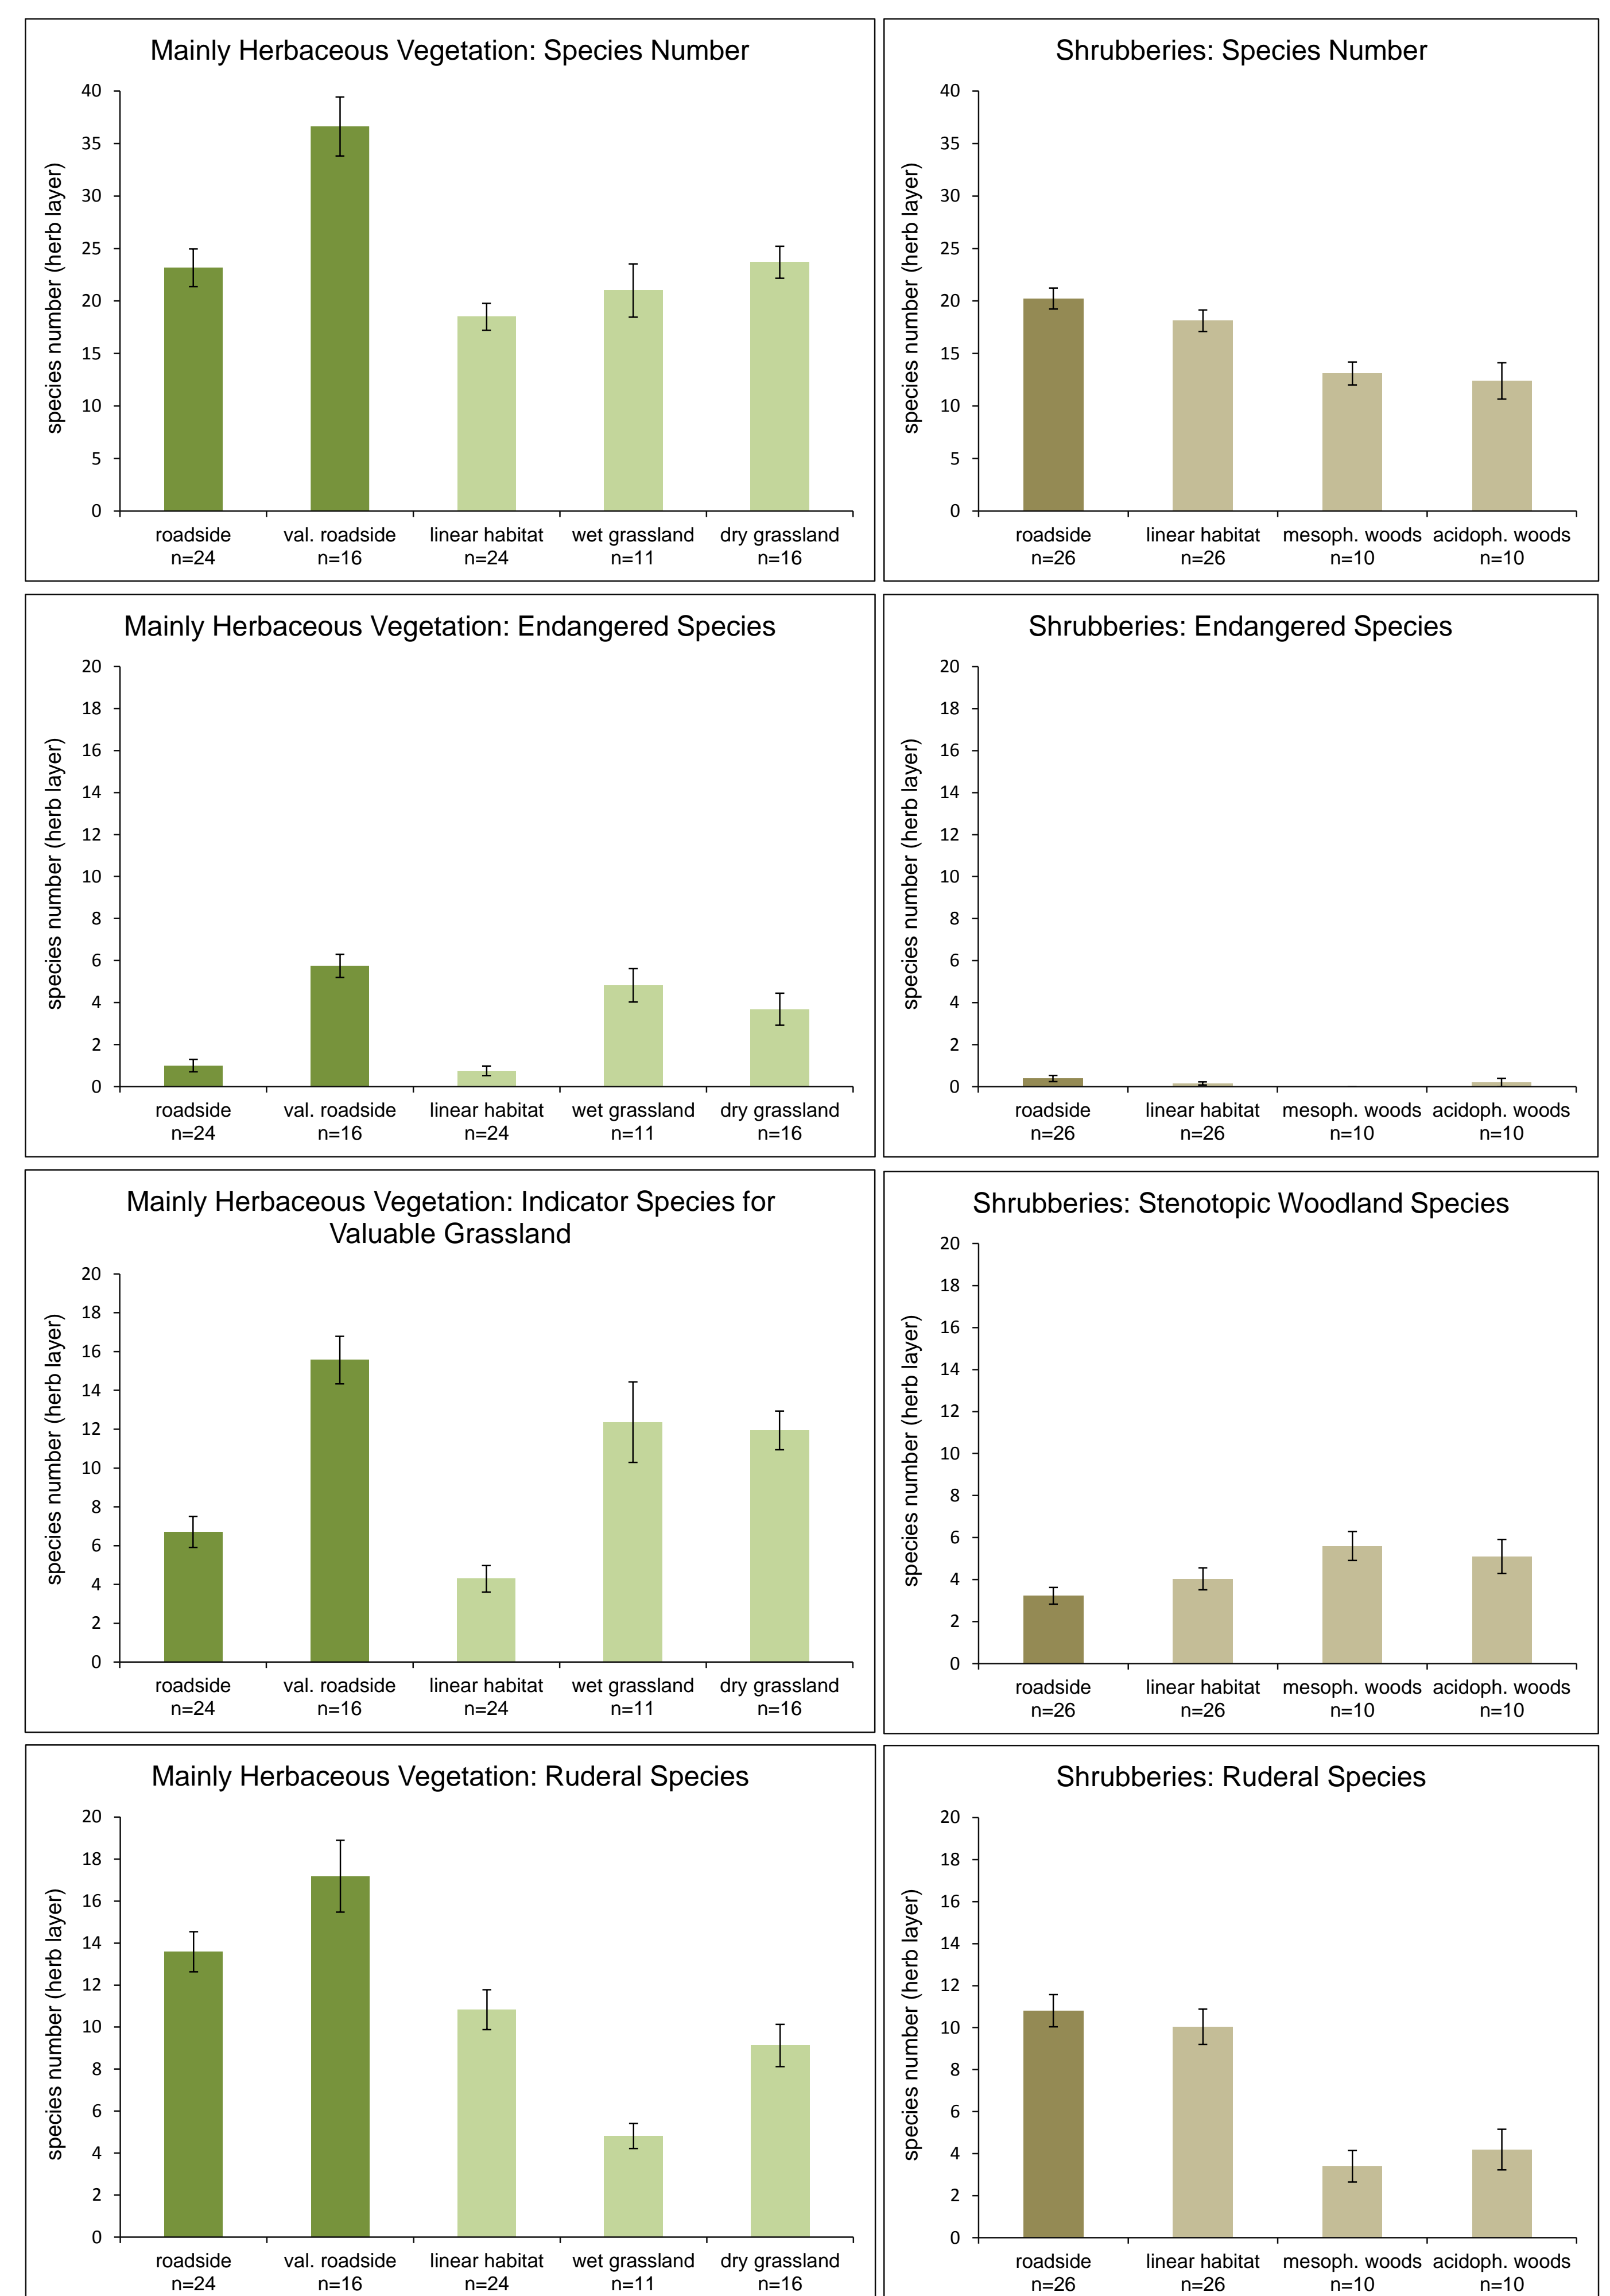 Mainly Herbaceous Vegetation: Species Number
species number (herb layer)
40
35
30
25
20
15
10
5
0
roadside val. roadside linear habitat wet grassland dry grassland
n=24 n=16 n=24 n=11 n=16
Shrubberies: Species Number
species number (herb layer)
40
35
30
25
20
15
10
5
0
roadside linear habitat mesoph. woods acidoph. woods
n=26 n=26 n=10 n=10
Mainly Herbaceous Vegetation: Endangered Species
species number (herb layer)
20
18
16
14
12
10
8
6
4
2
0
roadside val. roadside linear habitat wet grassland dry grassland
n=24 n=16 n=24 n=11 n=16
Shrubberies: Endangered Species
species number (herb layer)
20
18
16
14
12
10
8
6
4
2
0
roadside linear habitat mesoph. woods acidoph. woods
n=26 n=26 n=10 n=10
Mainly Herbaceous Vegetation: Indicator Species for
Valuable Grassland
species number (herb layer)
20
18
16
14
12
10
8
6
4
2
0
roadside val. roadside linear habitat wet grassland dry grassland
n=24 n=16 n=24 n=11 n=16
Shrubberies: Stenotopic Woodland Species
species number (herb layer)
20
18
16
14
12
10
8
6
4
2
0
roadside linear habitat mesoph. woods acidoph. woods
n=26 n=26 n=10 n=10
Mainly Herbaceous Vegetation: Ruderal Species
species number (herb layer)
20
18
16
14
12
10
8
6
4
2
0
roadside val. roadside linear habitat wet grassland dry grassland
n=24 n=16 n=24 n=11 n=16
Shrubberies: Ruderal Species
species number (herb layer)
20
18
16
14
12
10
8
6
4
2
0
roadside linear habitat mesoph. woods acidoph. woods
n=26 n=26 n=10 n=10